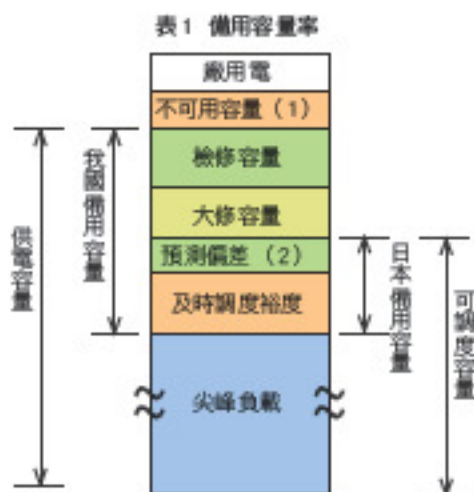 表1 備用容量率
廠用電
不可用容量（1）
檢修容量
大修容量
預測偏差（2）
及時調度裕度
尖峰負載
供電容量
我國備用容量
日本備用容量
可調度容量